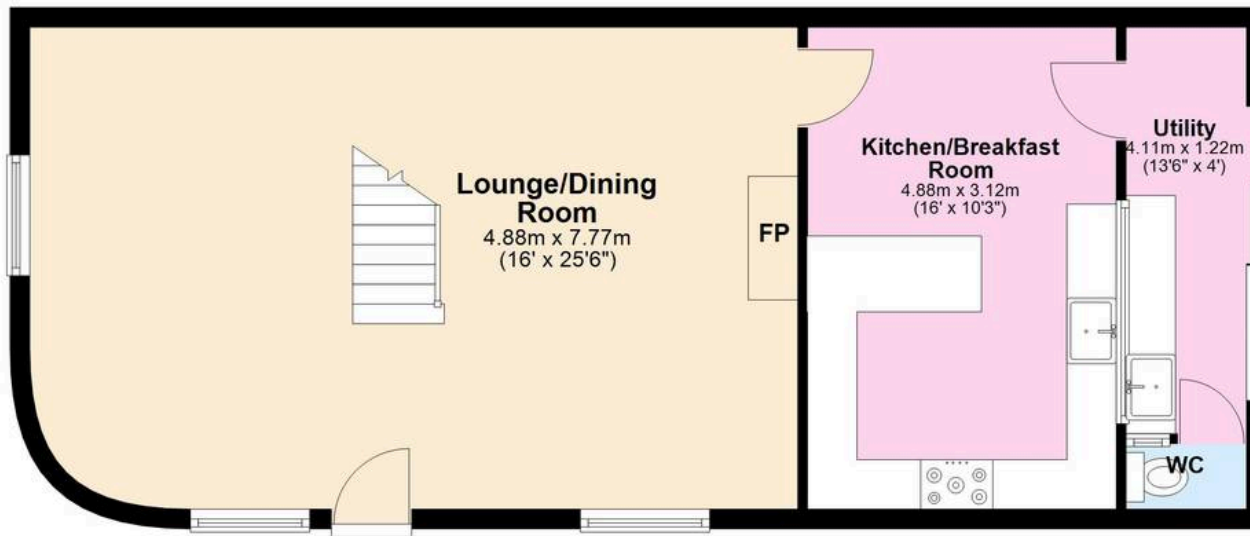 Lounge/Dining
Room
4.88m x 7.77m
(16' x 25'6")
FP
Kitchen/Breakfast
Room
4.88m x 3.12m
(16' x 10'3")
Utility
4.11m x 1.22m
(13'6" x 4')
WC